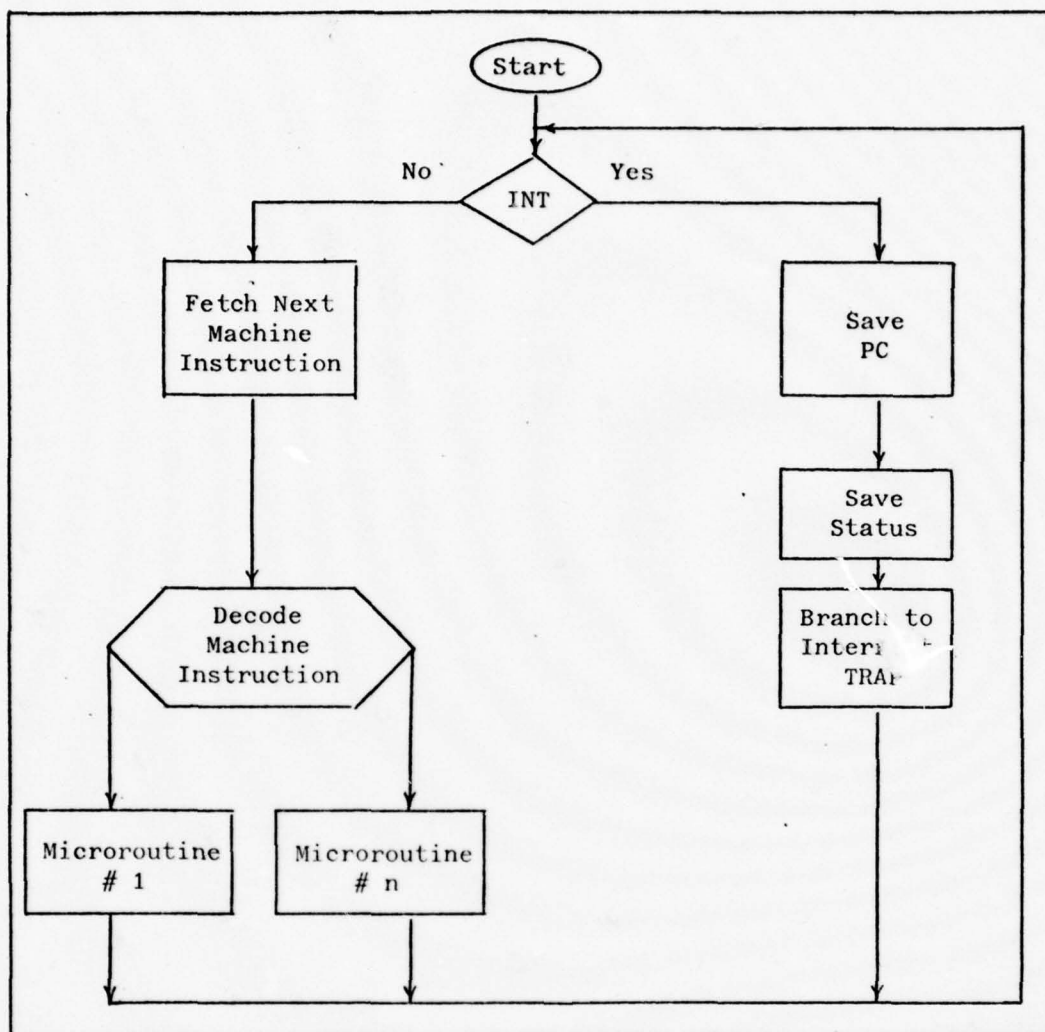 Start
No
Yes
INT
Fetch Next
Machine
Instruction
Save
PC
Save
Status
Decode
Machine
Instruction
Branch to
TRAP
Microroutine
# 1
Microroutine
# n